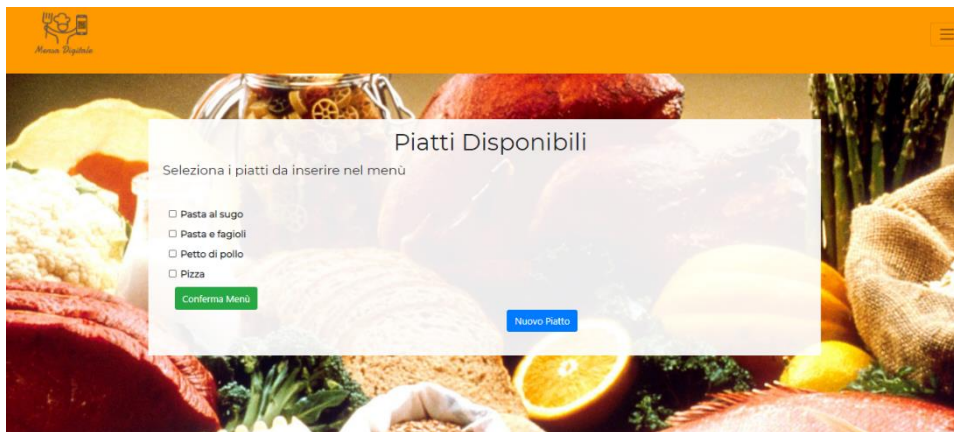 Menu Digitale
Piatti Disponibili
Seleziona i piatti da inserire nel menù
Pasta al sugo
Pasta e fagioli
Petto di pollo
Pizza
Conferma Menù
Nuovo Piatto